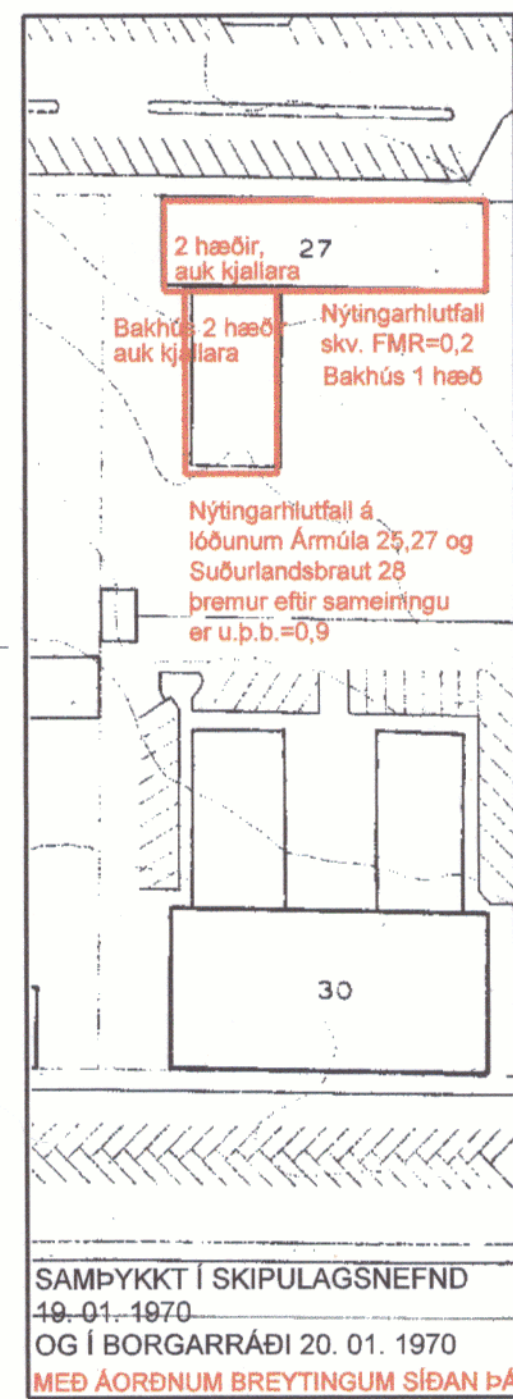 2 hæðir,
auk kjallara
27
Bakhús 2 hæð
auk kjallara
Nýtingarhlutfall
skv. FMR=0,2
Bakhús 1 hæð
Nýtingarhlutfall á
lóðunum Ármúla 25,27 og
Suðurlandsbraut 28
þremur eftir sameiningu
er u.þ.b.=0,9
30
SAMÞYKKT Í SKIPULAGSNEFND
19. 01. 1970
OG Í BORGARRÁÐI 20. 01. 1970
MEÐ ÁORÐNUM BREYTINGUM SÍÐAN ÞÁ